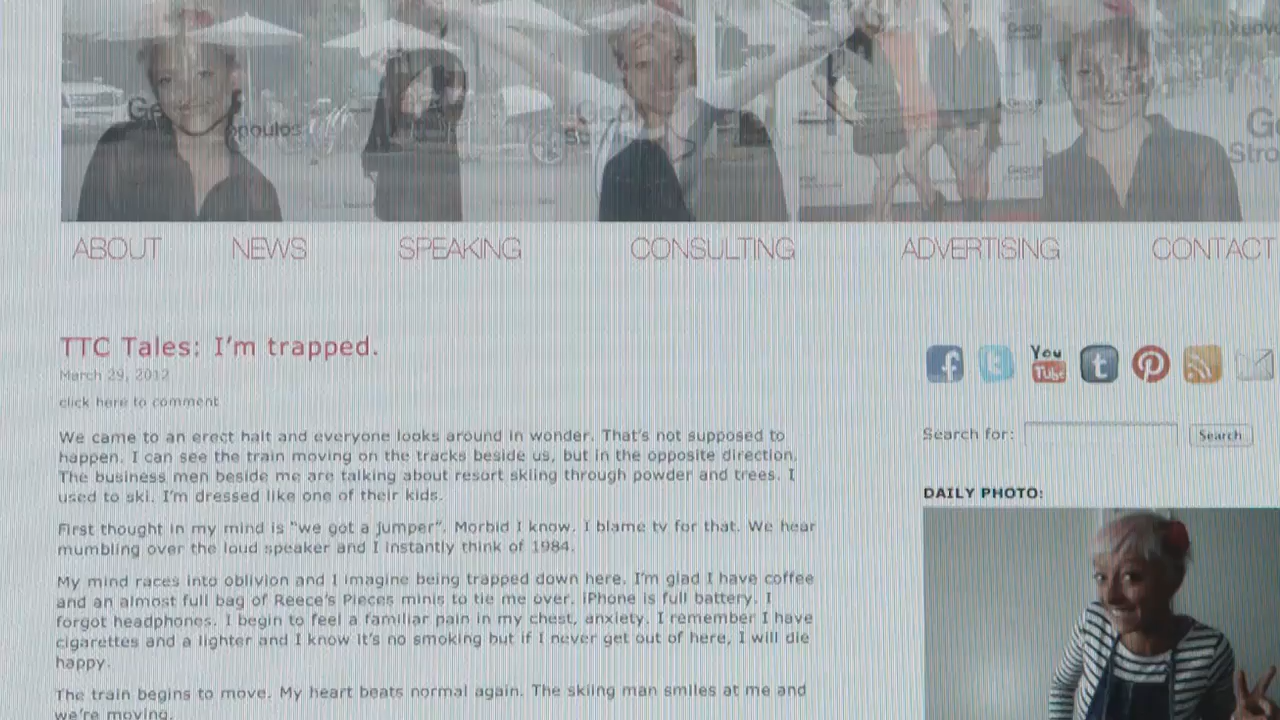 ABOUT
NEWS
SPEAKING
CONSULTING
ADVERTISING
CONTACT
TTC Tales: I'm trapped.
March 29, 2012
click here to comment
We came to an erect halt and everyone looks around in wonder. That's not supposed to
happen. I can see the train moving on the tracks beside us, but in the opposite direction.
The business men beside me are talking about resort skiing through powder and trees. I
used to ski. I'm dressed like one of their kids.
First thought in my mind is "we got a jumper". Morbid I know. I blame tv for that. We hear
mumbling over the loud speaker and I instantly think of 1984.
My mind races into oblivion and I imagine being trapped down here. I'm glad I have coffee
and an almost full bag of Reece's Pieces minis to tie me over. iPhone is full battery. I
forgot headphones. I begin to feel a familiar pain in my chest, anxiety. I remember I have
cigarettes and a lighter and I know it's no smoking but if I never get out of here, I will die
happy.
The train begins to move. My heart beats normal again. The skiing man smiles at me and
we're moving.
You
Tube
Search for:
Search
DAILY PHOTO: